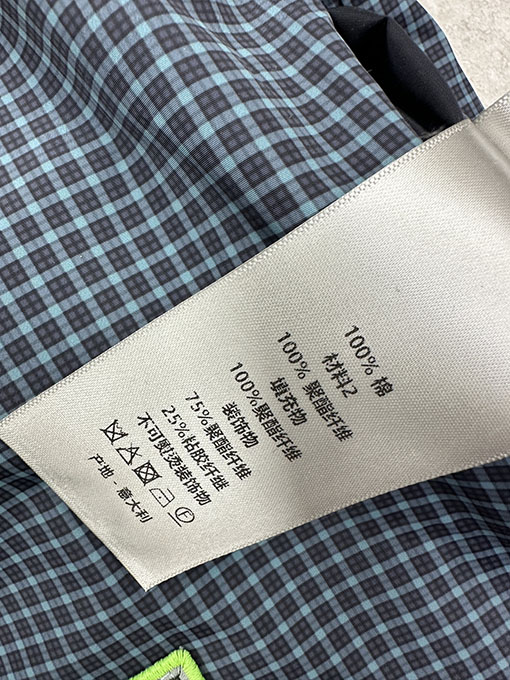 100% 棉
材料2
100% 聚酯纤维
填充物
100%聚酯纤维
装饰物
75%聚酯纤维
25%粘胶纤维
不可熨烫装饰物
F
产地 - 意大利